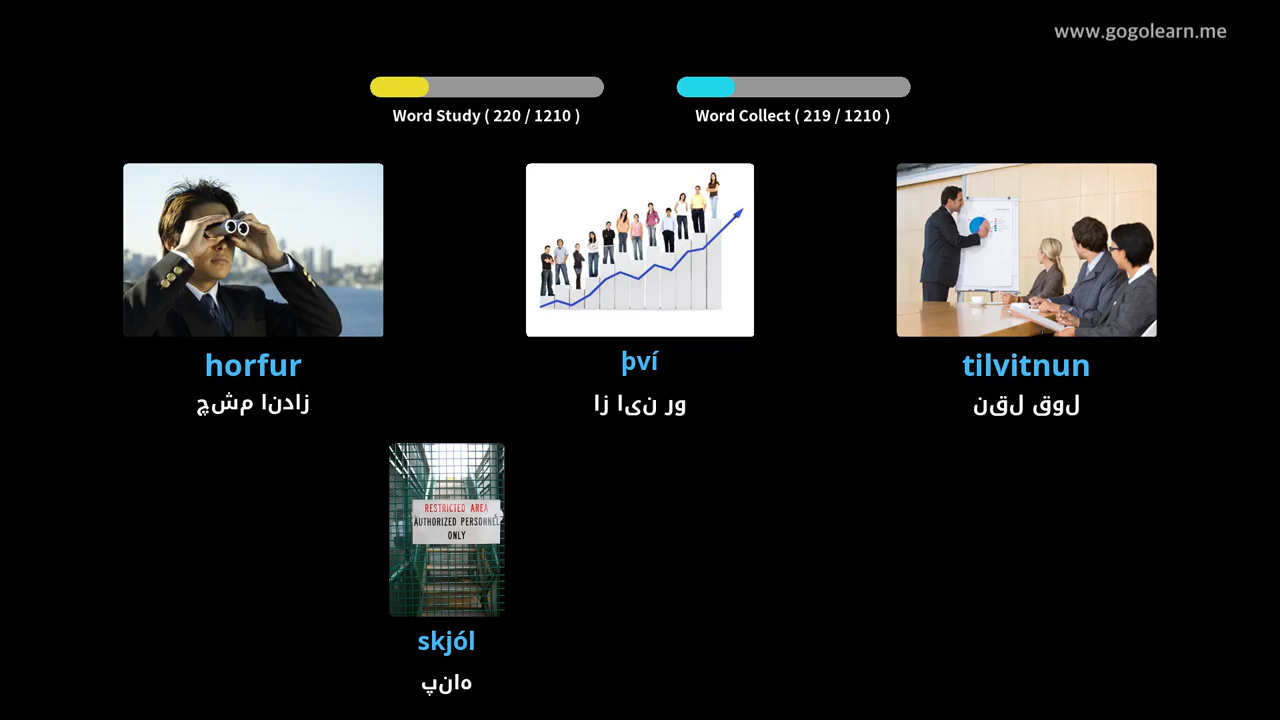 www.gogolearn.me
Word Study ( 220 / 1210 )
Word Collect ( 219 / 1210 )
horfur
چشم انداز
því
از این رو
tilvitnun
نقل قول
RESTRICTED AREA
AUTHORIZED PERSONNEL
ONLY
skjól
پناه